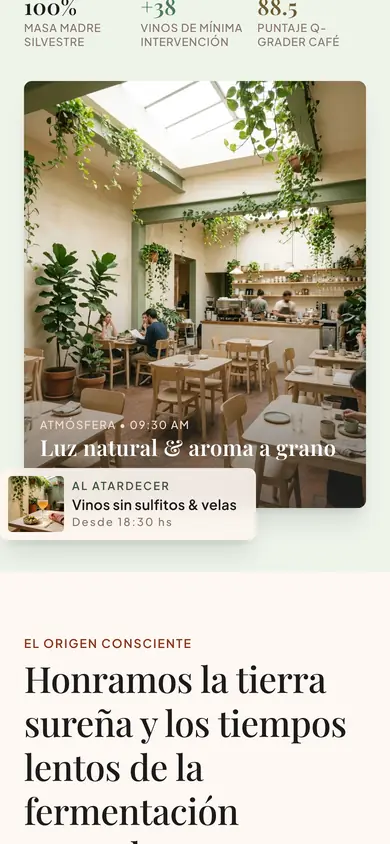 100%
MASA MADRE
SILVESTRE
+38
VINOS DE MÍNIMA
INTERVENCIÓN
88.5
PUNTAJE Q-
GRADER CAFÉ
ATMÓSFERA • 09:30 AM
Luz natural & aroma a grano
AL ATARDECER
Vinos sin sulfitos & velas
Desde 18:30 hs
EL ORIGEN CONSCIENTE
Honramos la tierra
sureña y los tiempos
lentos de la
fermentación